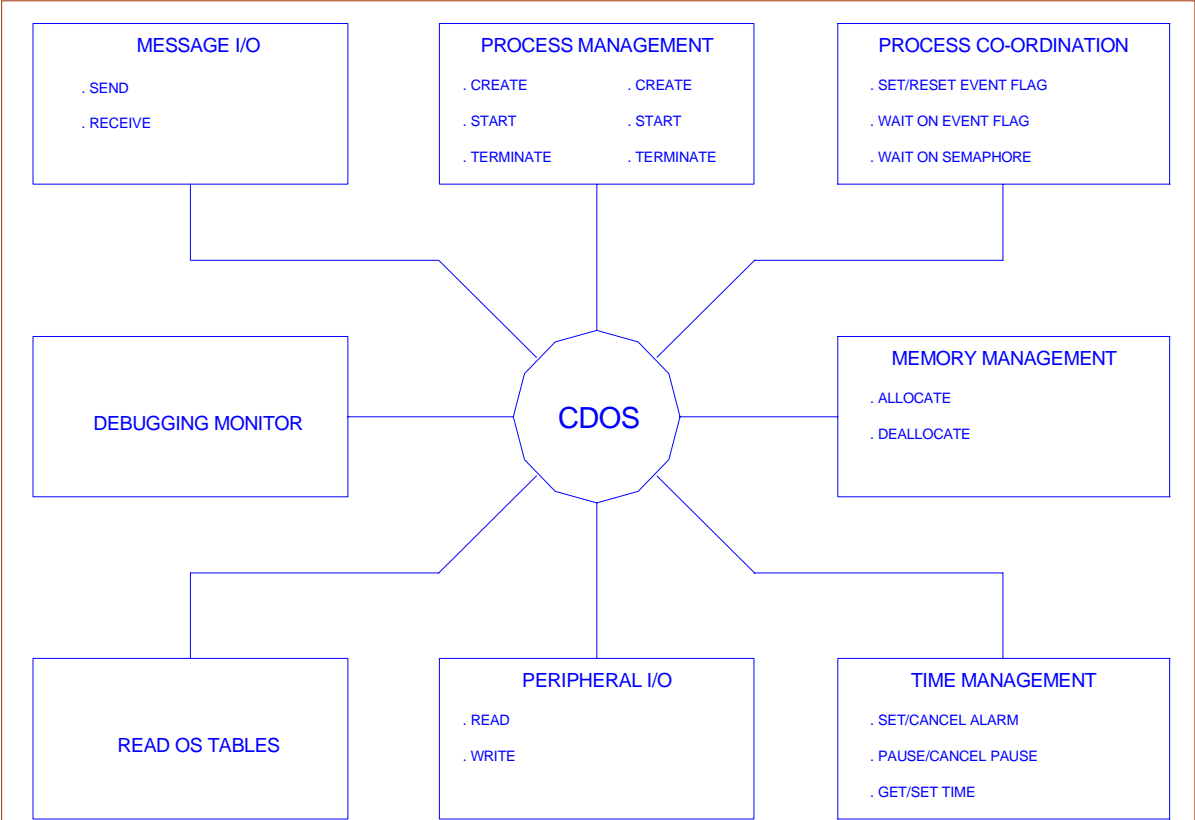 MESSAGE I/O
. SEND
. RECEIVE
PROCESS MANAGEMENT
. CREATE . CREATE
. START . START
. TERMINATE . TERMINATE
PROCESS CO-ORDINATION
. SET/RESET EVENT FLAG
. WAIT ON EVENT FLAG
. WAIT ON SEMAPHORE
DEBUGGING MONITOR
CDOS
MEMORY MANAGEMENT
. ALLOCATE
. DEALLOCATE
READ OS TABLES
PERIPHERAL I/O
. READ
. WRITE
TIME MANAGEMENT
. SET/CANCEL ALARM
. PAUSE/CANCEL PAUSE
. GET/SET TIME